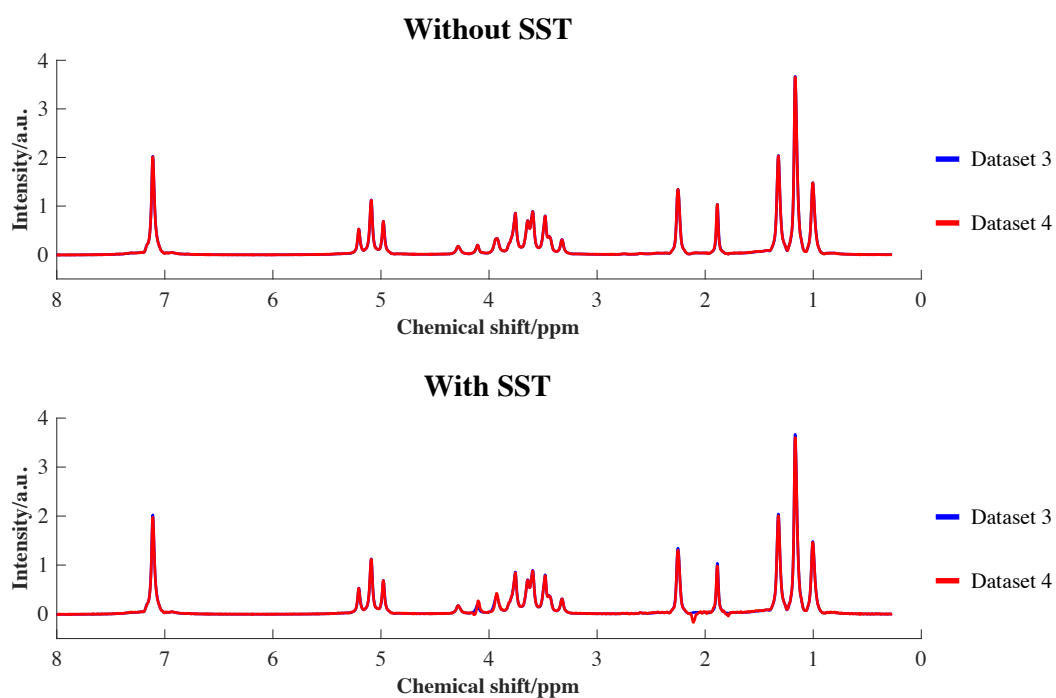 Without SST
4
3
2
1
0
Intensity/a.u.
8 7 6 5 4 3 2 1 0
Chemical shift/ppm
Dataset 3
Dataset 4
With SST
4
3
2
1
0
Intensity/a.u.
8 7 6 5 4 3 2 1 0
Chemical shift/ppm
Dataset 3
Dataset 4